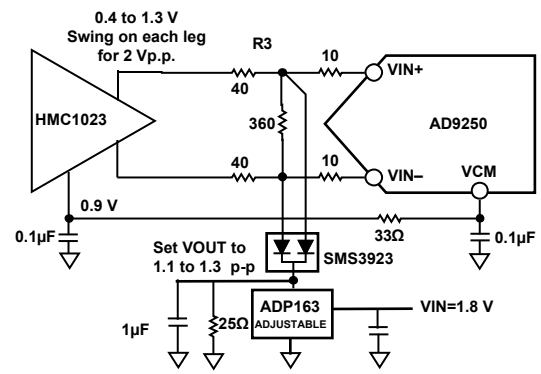 0.4 to 1.3 V
Swing on each leg
for 2 Vp.p.
R3
10
VIN+
40
HMC1023
360
AD9250
40
10
VIN–
VCM
0.9 V
33Ω
0.1µF
Set VOUT to
1.1 to 1.3 p-p
SMS3923
0.1µF
ADP163
ADJUSTABLE
VIN=1.8 V
1µF
25Ω